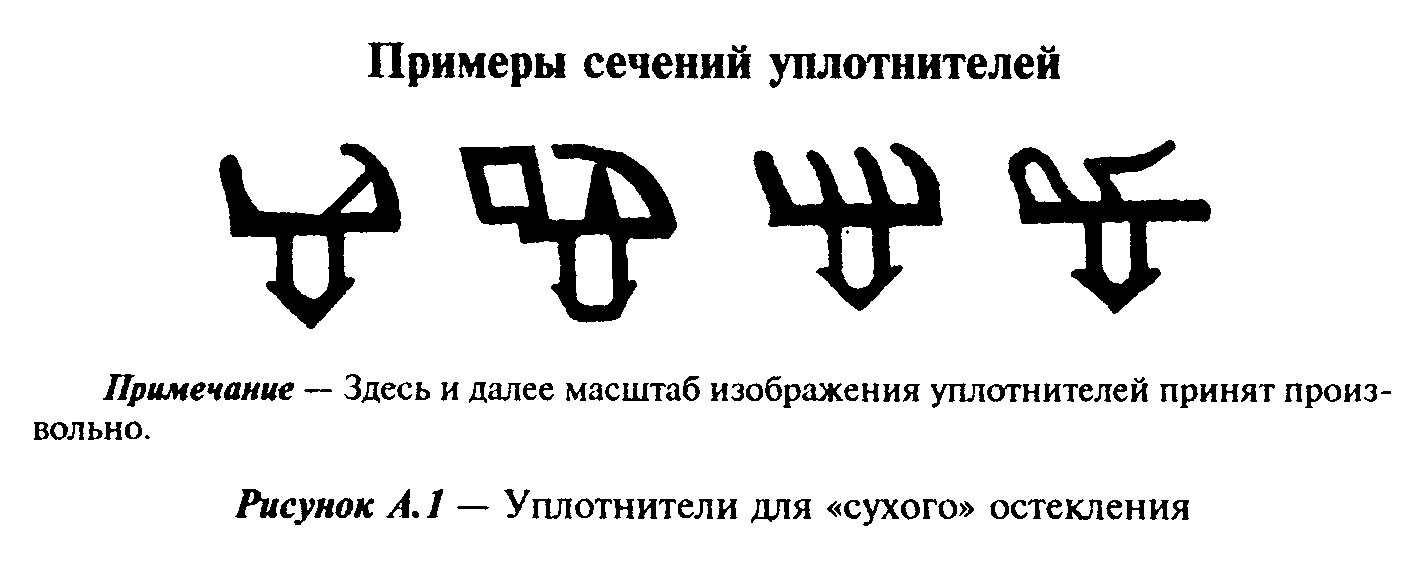 Примеры сечений уплотнителей
Примечание — Здесь и далее масштаб изображения уплотнителей принят произ-
вольно.
Рисунок А.1 — Уплотнители для «сухого» остекления